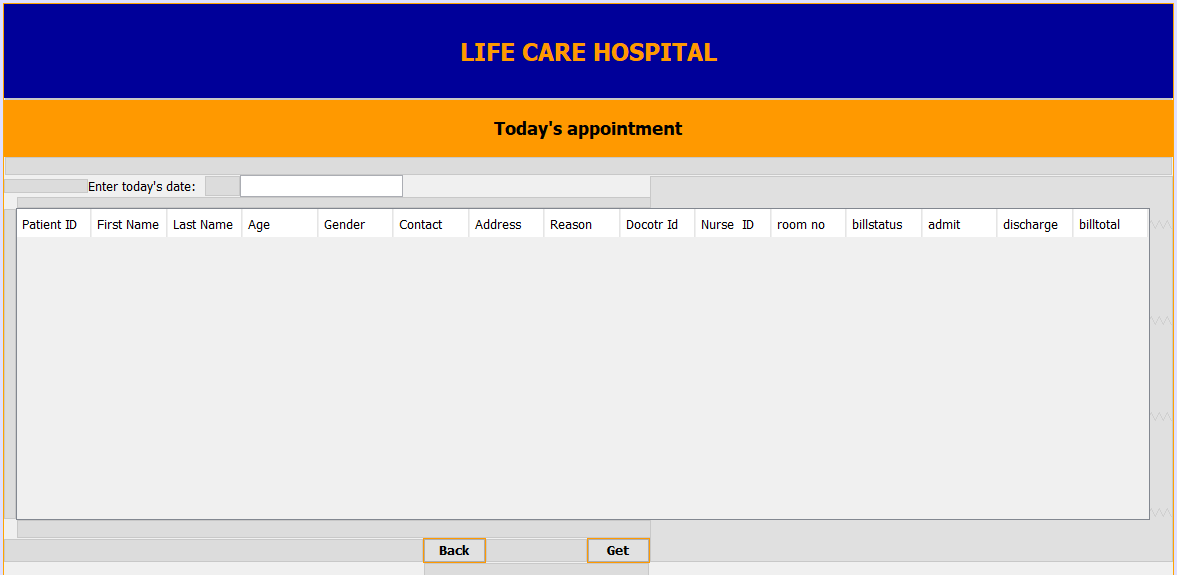 LIFE CARE HOSPITAL
Today's appointment
Enter today's date:
Patient ID First Name Last Name Age Gender Contact Address Reason Docotr Id Nurse ID room no billstatus admit discharge billtotal
Back Get